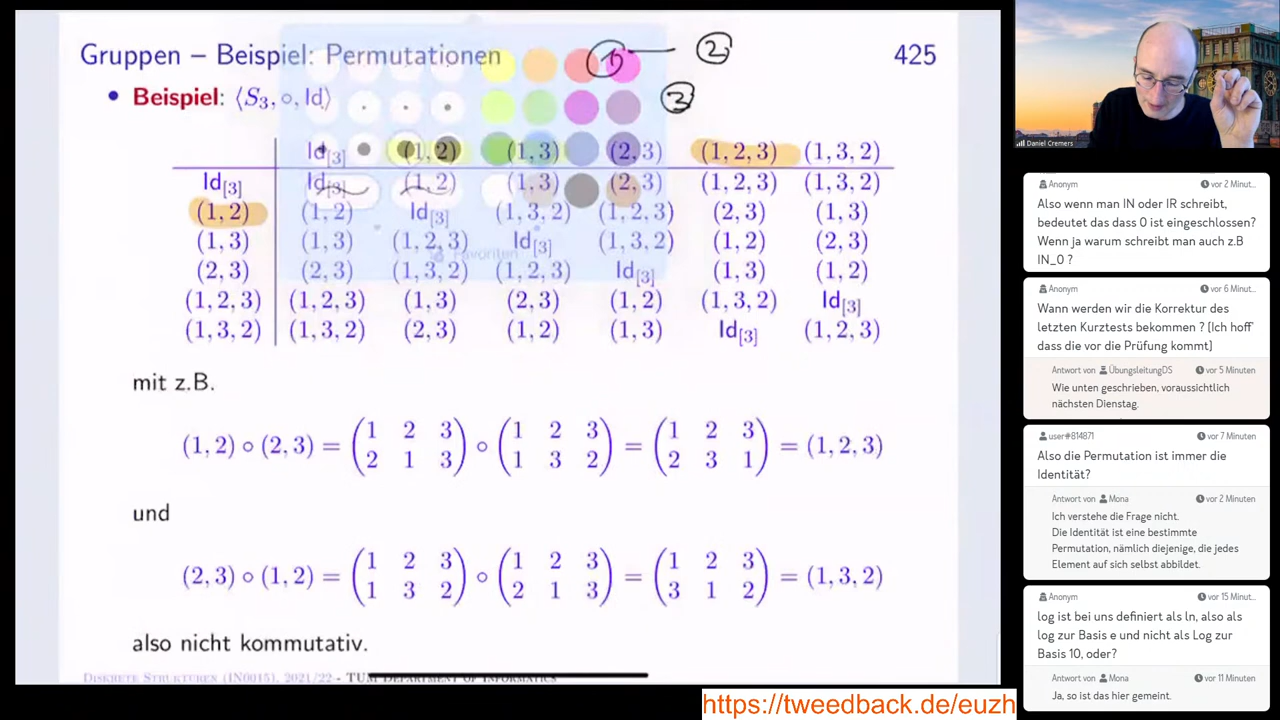 Gruppen – Beispiel: Permutationen
425
② 
③
• Beispiel: ⟨S₃, ∘, Id⟩
Id[3] (1, 2) (1, 3) (2, 3) (1, 2, 3) (1, 3, 2)
Id[3] Id[3] (1, 2) (1, 3) (2, 3) (1, 2, 3) (1, 3, 2)
(1, 2) (1, 2) Id[3] (1, 3, 2) (1, 2, 3) (2, 3) (1, 3)
(1, 3) (1, 3) (1, 2, 3) Id[3] (1, 3, 2) (1, 2) (2, 3)
Favoriten
(2, 3) (2, 3) (1, 3, 2) (1, 2, 3) Id[3] (1, 3) (1, 2)
(1, 2, 3) (1, 2, 3) (1, 3) (2, 3) (1, 2) (1, 3, 2) Id[3]
(1, 3, 2) (1, 3, 2) (2, 3) (1, 2) (1, 3) Id[3] (1, 2, 3)
mit z.B.
(1, 2) ∘ (2, 3) = (1 2 3 / 2 1 3) ∘ (1 2 3 / 1 3 2) = (1 2 3 / 2 3 1) = (1, 2, 3)
und
(2, 3) ∘ (1, 2) = (1 2 3 / 1 3 2) ∘ (1 2 3 / 2 1 3) = (1 2 3 / 3 1 2) = (1, 3, 2)
also nicht kommutativ.
Diskrete Strukturen (IN0015), 2021/22 - TUM Department of Informatics
Daniel Cremers
Anonym vor 2 Minut...
Also wenn man IN oder IR schreibt,
bedeutet das dass 0 ist eingeschlossen?
Wenn ja warum schreibt man auch z.B
IN_0 ?
Anonym vor 6 Minut...
Wann werden wir die Korrektur des
letzten Kurztests bekommen ? [Ich hoff
dass die vor die Prüfung kommt]
Antwort von ÜbungsleitungDS vor 5 Minuten
Wie unten geschrieben, voraussichtlich
nächsten Dienstag.
user#814871 vor 7 Minuten
Also die Permutation ist immer die
Identität?
Antwort von Mona vor 2 Minuten
Ich verstehe die Frage nicht.
Die Identität ist eine bestimmte
Permutation, nämlich diejenige, die jedes
Element auf sich selbst abbildet.
Anonym vor 15 Minut...
log ist bei uns definiert als ln, also als
log zur Basis e und nicht als Log zur
Basis 10, oder?
Antwort von Mona vor 11 Minuten
Ja, so ist das hier gemeint.
https://tweedback.de/euzh